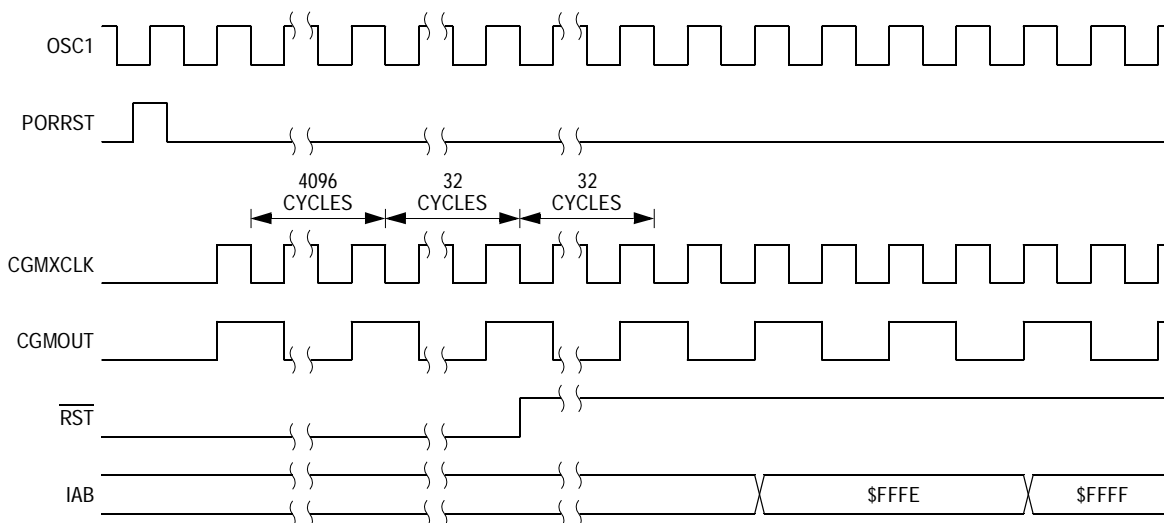 OSC1
PORRST
4096
CYCLES
32
CYCLES
32
CYCLES
CGMXCLK
CGMOUT
RST
IAB
$FFFE
$FFFF